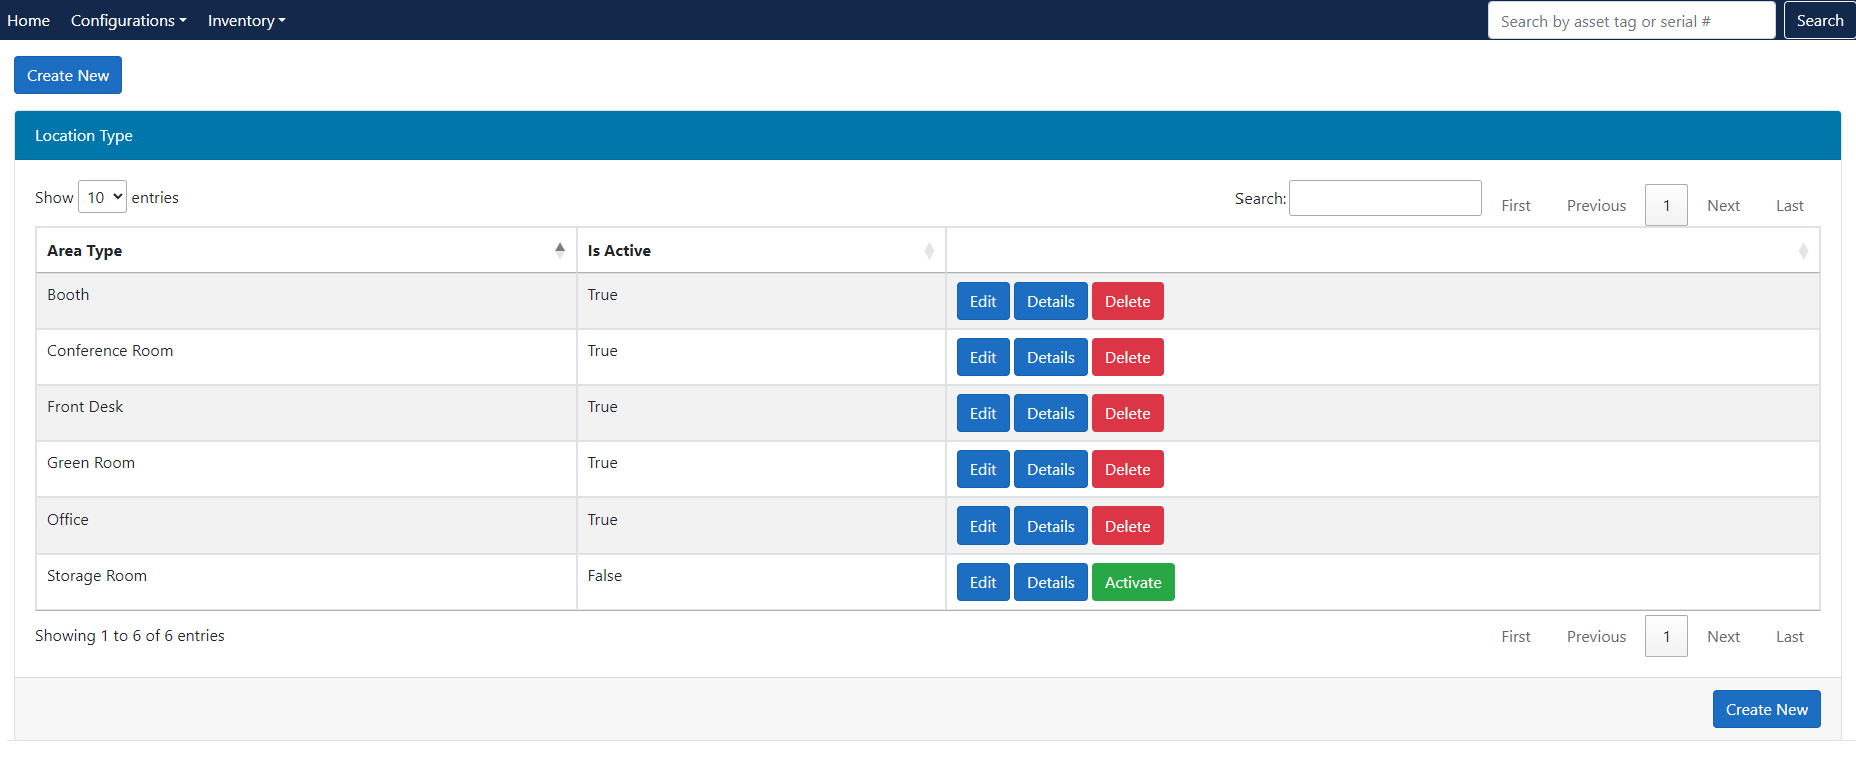 Home Configurations Inventory Search by asset tag or serial # Search
Create New
Location Type
Show 10 entries Search: First Previous 1 Next Last
Area Type Is Active
Booth True Edit Details Delete
Conference Room True Edit Details Delete
Front Desk True Edit Details Delete
Green Room True Edit Details Delete
Office True Edit Details Delete
Storage Room False Edit Details Activate
Showing 1 to 6 of 6 entries First Previous 1 Next Last
Create New